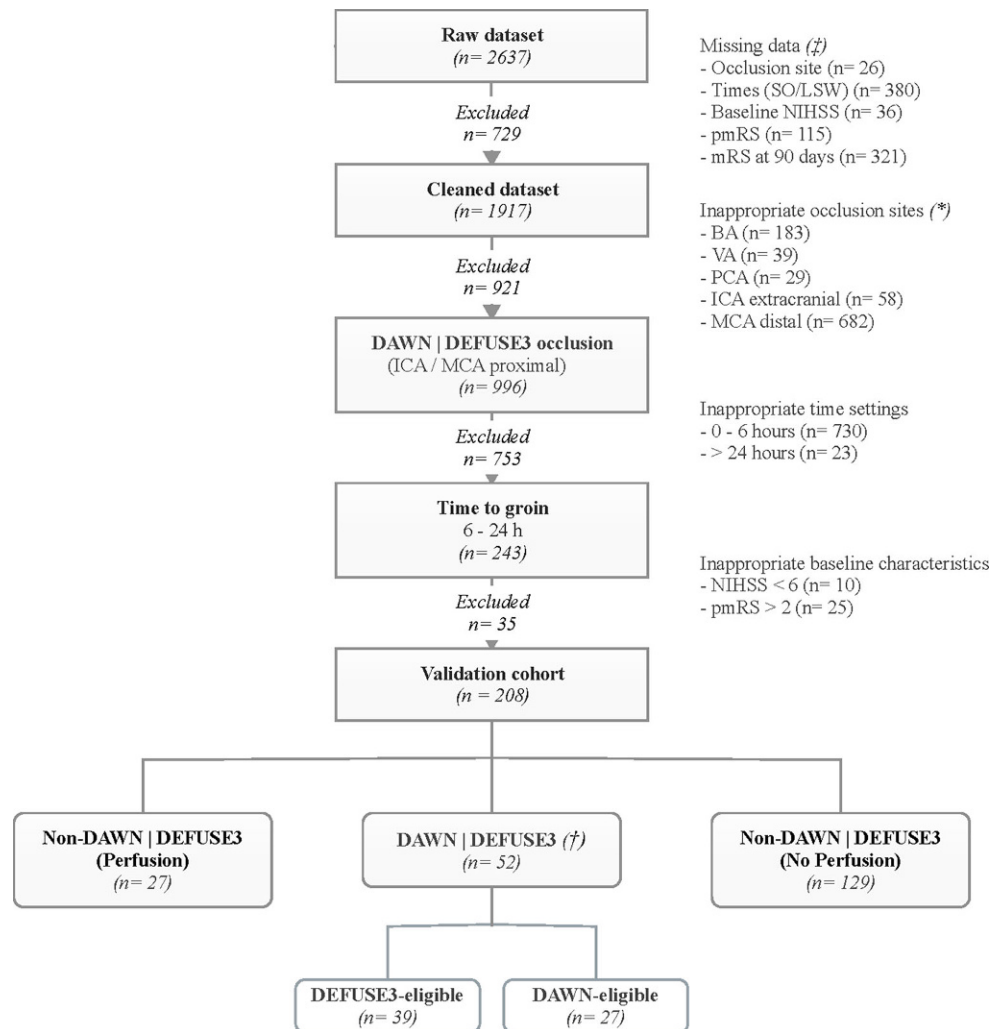 Raw dataset
(n= 2637)
Missing data (‡)
- Occlusion site (n= 26)
- Times (SO/LSW) (n= 380)
- Baseline NIHSS (n= 36)
- pmRS (n= 115)
- mRS at 90 days (n= 321)
Excluded
n= 729
Cleaned dataset
(n= 1917)
Inappropriate occlusion sites (*)
- BA (n= 183)
- VA (n= 39)
- PCA (n= 29)
- ICA extracranial (n= 58)
- MCA distal (n= 682)
Excluded
n= 921
DAWN | DEFUSE3 occlusion
(ICA / MCA proximal)
(n= 996)
Inappropriate time settings
- 0 - 6 hours (n= 730)
- > 24 hours (n= 23)
Excluded
n= 753
Time to groin
6 - 24 h
(n= 243)
Inappropriate baseline characteristics
- NIHSS < 6 (n= 10)
- pmRS > 2 (n= 25)
Excluded
n= 35
Validation cohort
(n = 208)
Non-DAWN | DEFUSE3
(Perfusion)
(n= 27)
DAWN | DEFUSE3 (†)
(n= 52)
Non-DAWN | DEFUSE3
(No Perfusion)
(n= 129)
DEFUSE3-eligible
(n= 39)
DAWN-eligible
(n= 27)